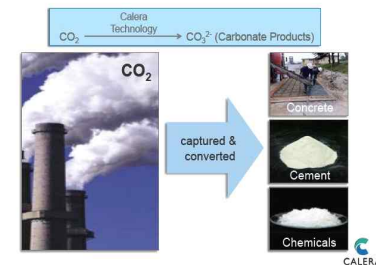 Calera
Technology
CO₂ → CO₃²⁻ (Carbonate Products)
CO₂
captured &
converted
Concrete
Cement
Chemicals
CALERA